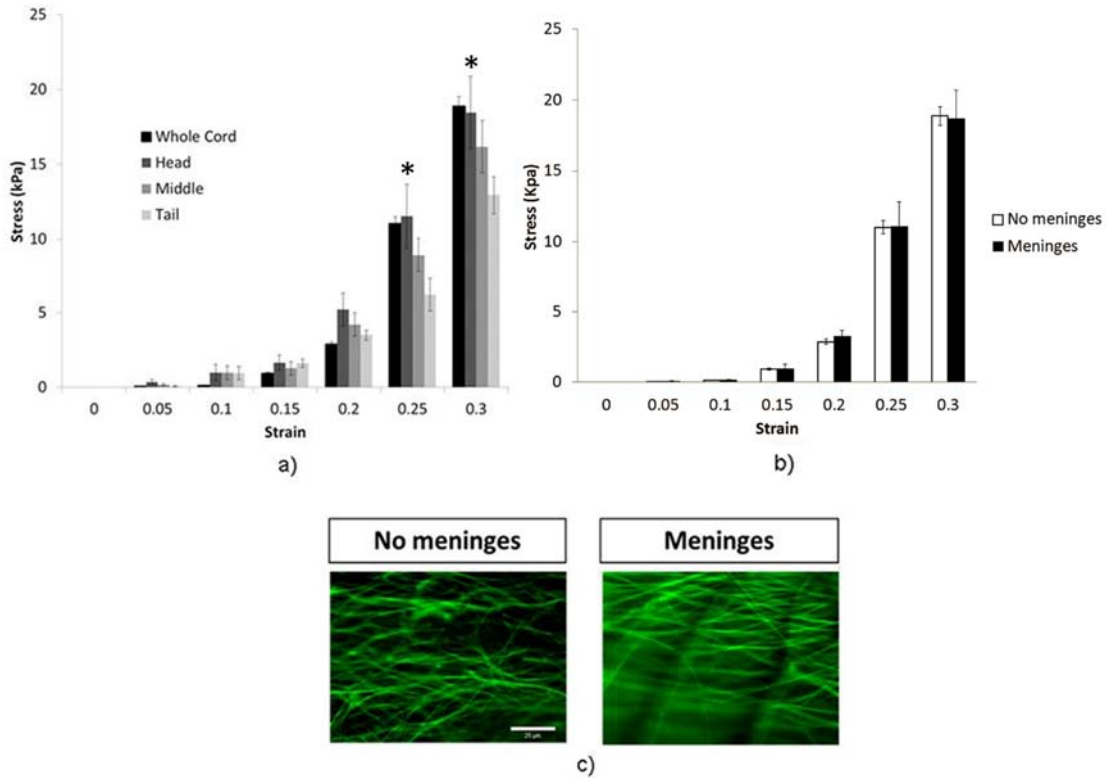 25
20
15
10
5
0
Stress (kPa)
Whole Cord
Head
Middle
Tail
*
*
0 0.05 0.1 0.15 0.2 0.25 0.3
Strain
a)
25
20
15
10
5
0
Stress (Kpa)
No meninges
Meninges
0 0.05 0.1 0.15 0.2 0.25 0.3
Strain
b)
No meninges
Meninges
25 µm
c)